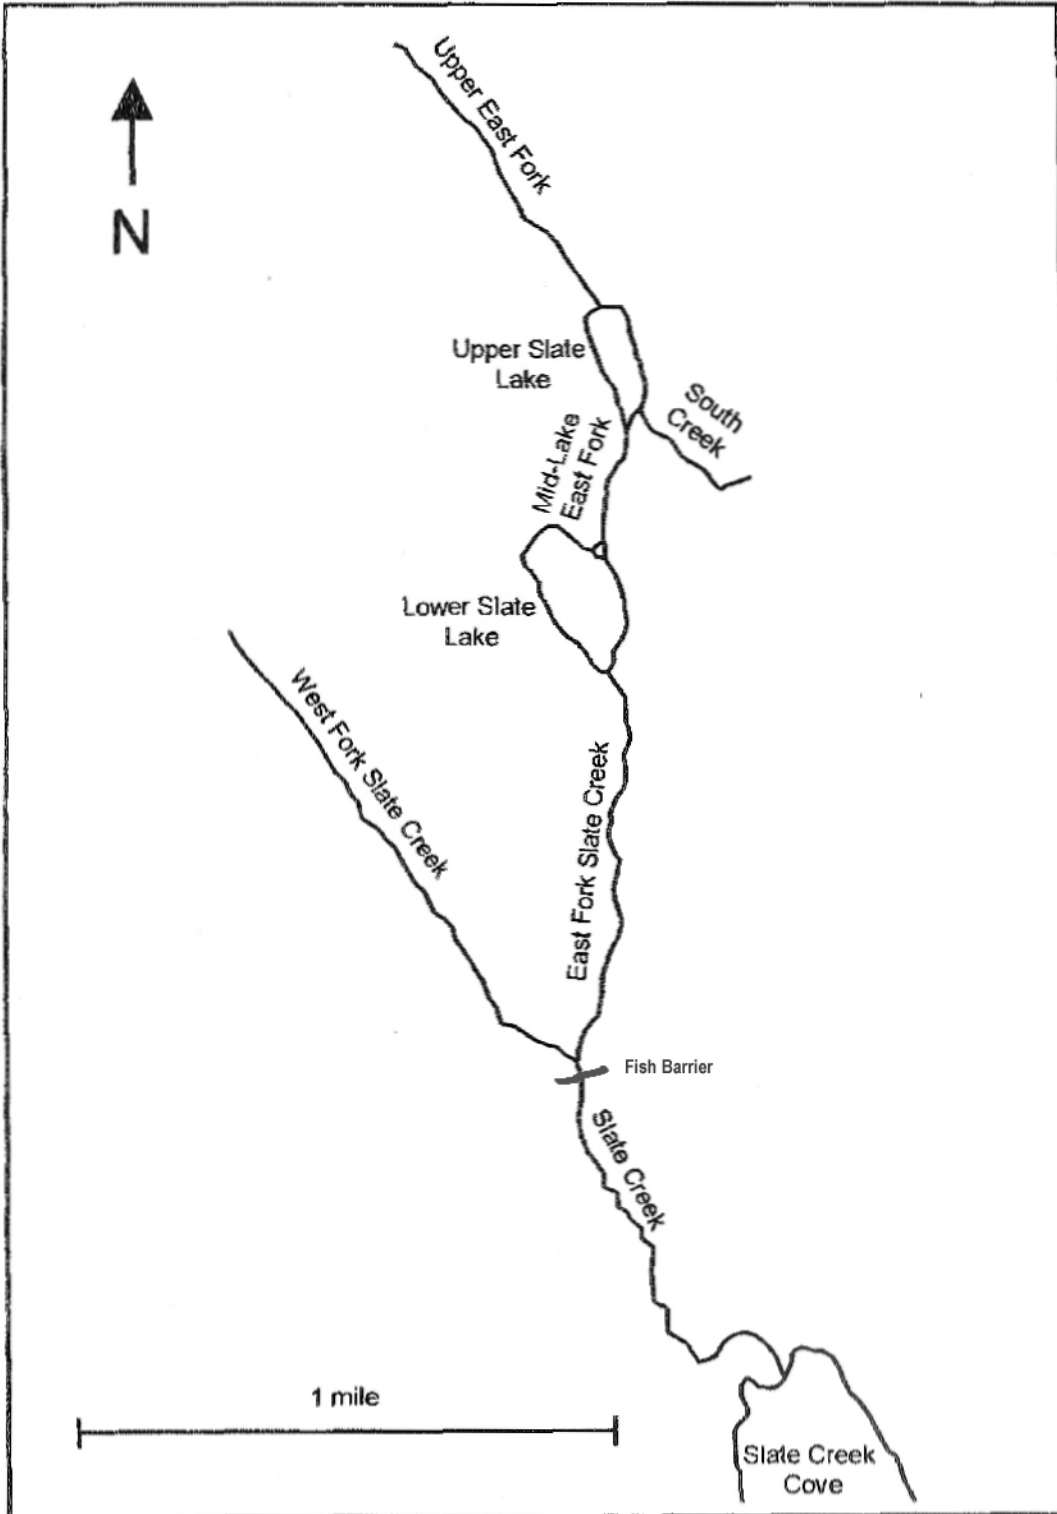 Upper East Fork
N
Upper Slate
Lake
South
Creek
Mid-Lake
East Fork
Lower Slate
Lake
West Fork Slate Creek
East Fork Slate Creek
Fish Barrier
Slate Creek
1 mile
Slate Creek
Cove